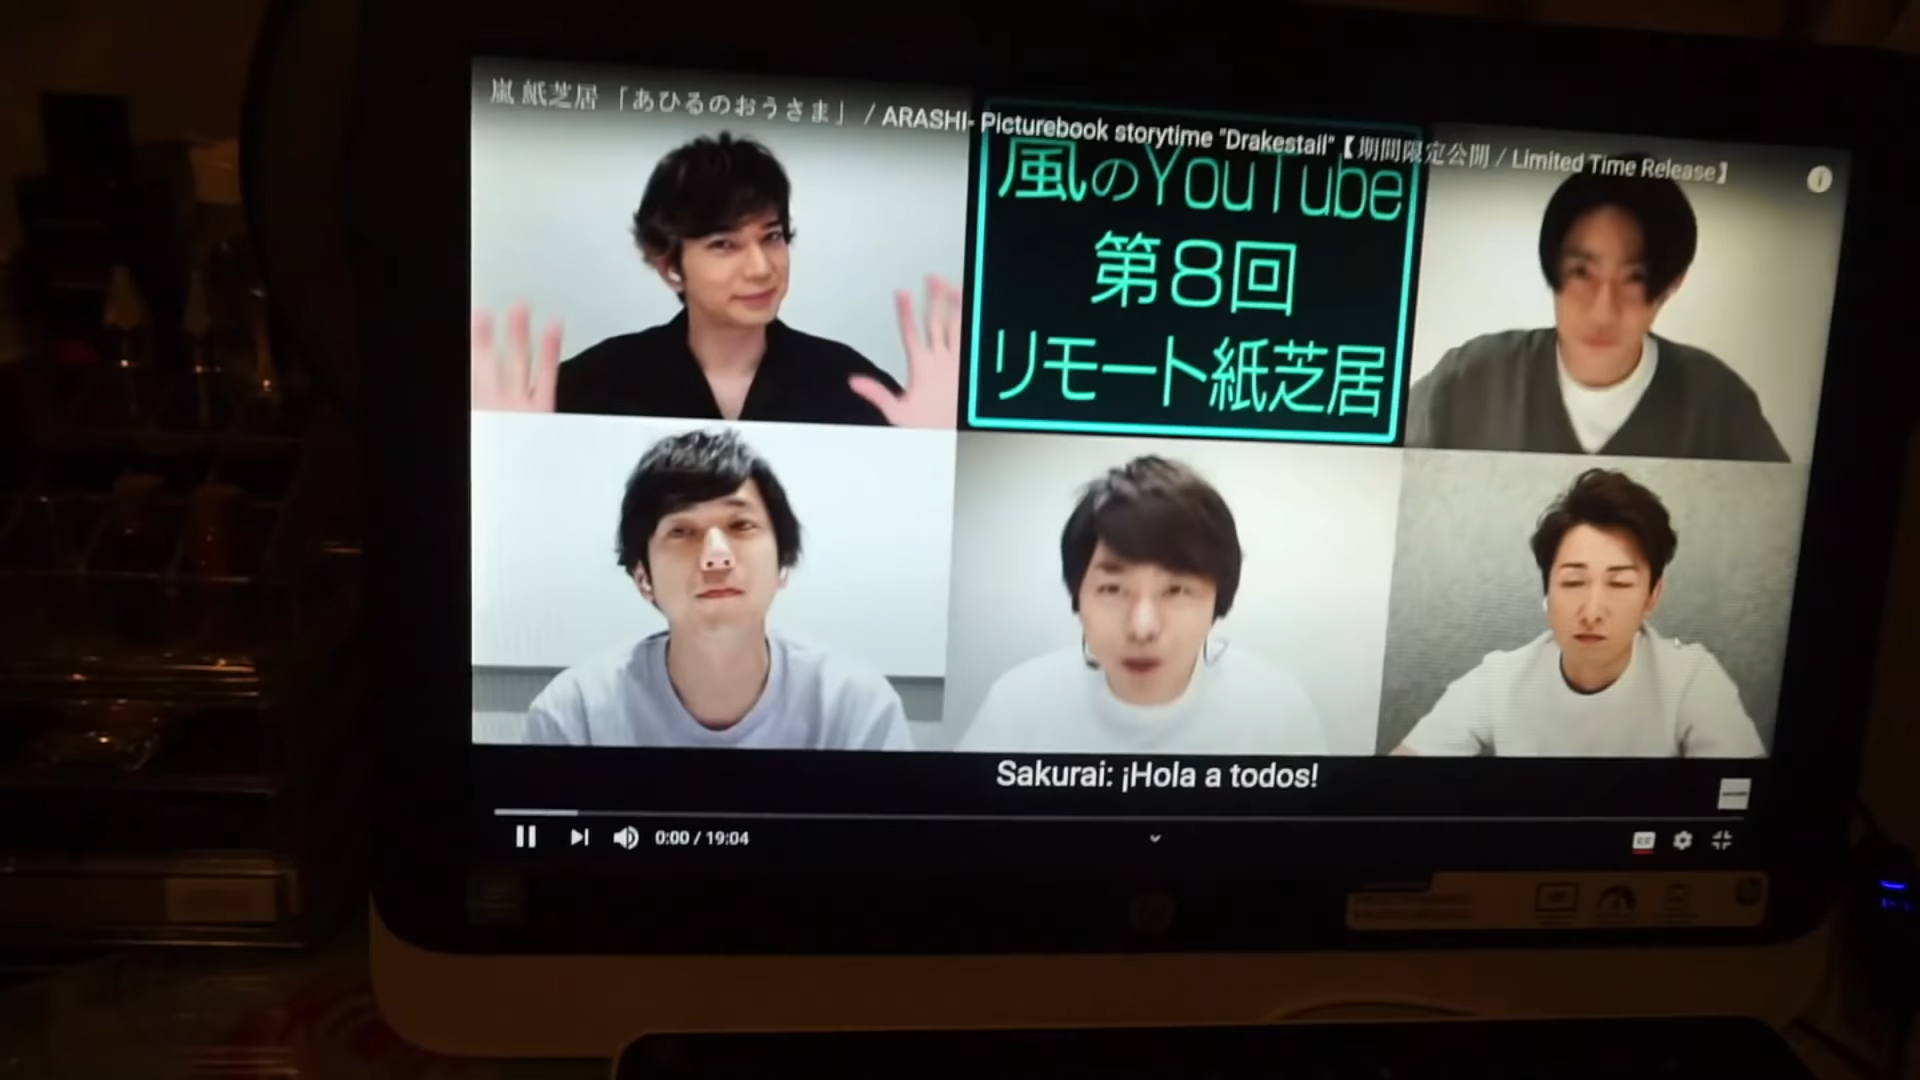 嵐 紙芝居 「あひるのおうさま」 / ARASHI- Picturebook storytime "Drakestail"【期間限定公開 / Limited Time Release】
嵐のYouTube
第8回
リモート紙芝居
Sakurai: ¡Hola a todos!
0:00 / 19:04